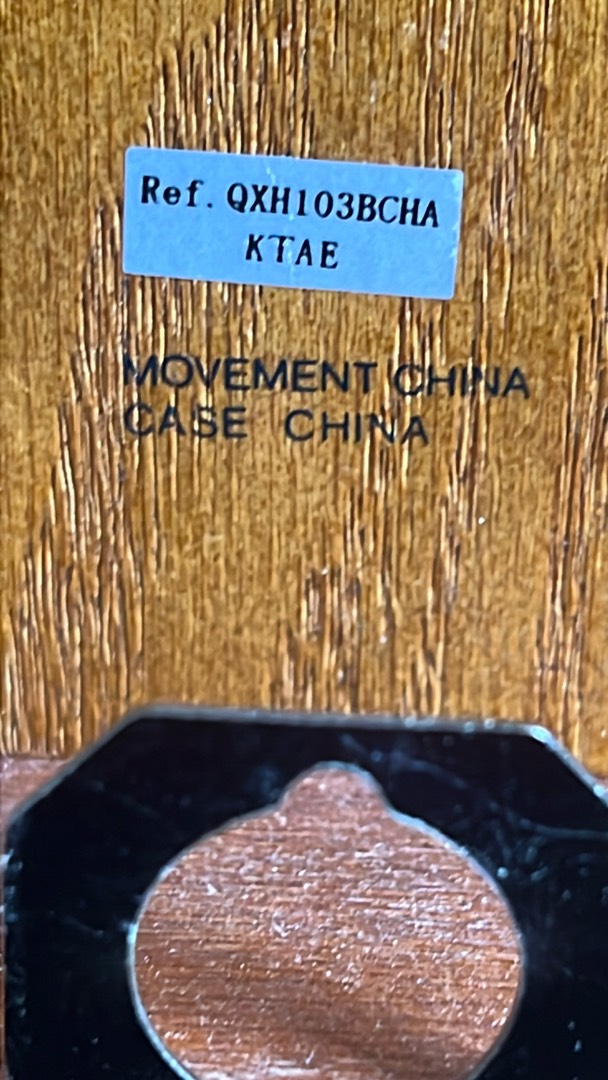 Ref. QXH103BCHA
KTAE
MOVEMENT CHINA
CASE CHINA